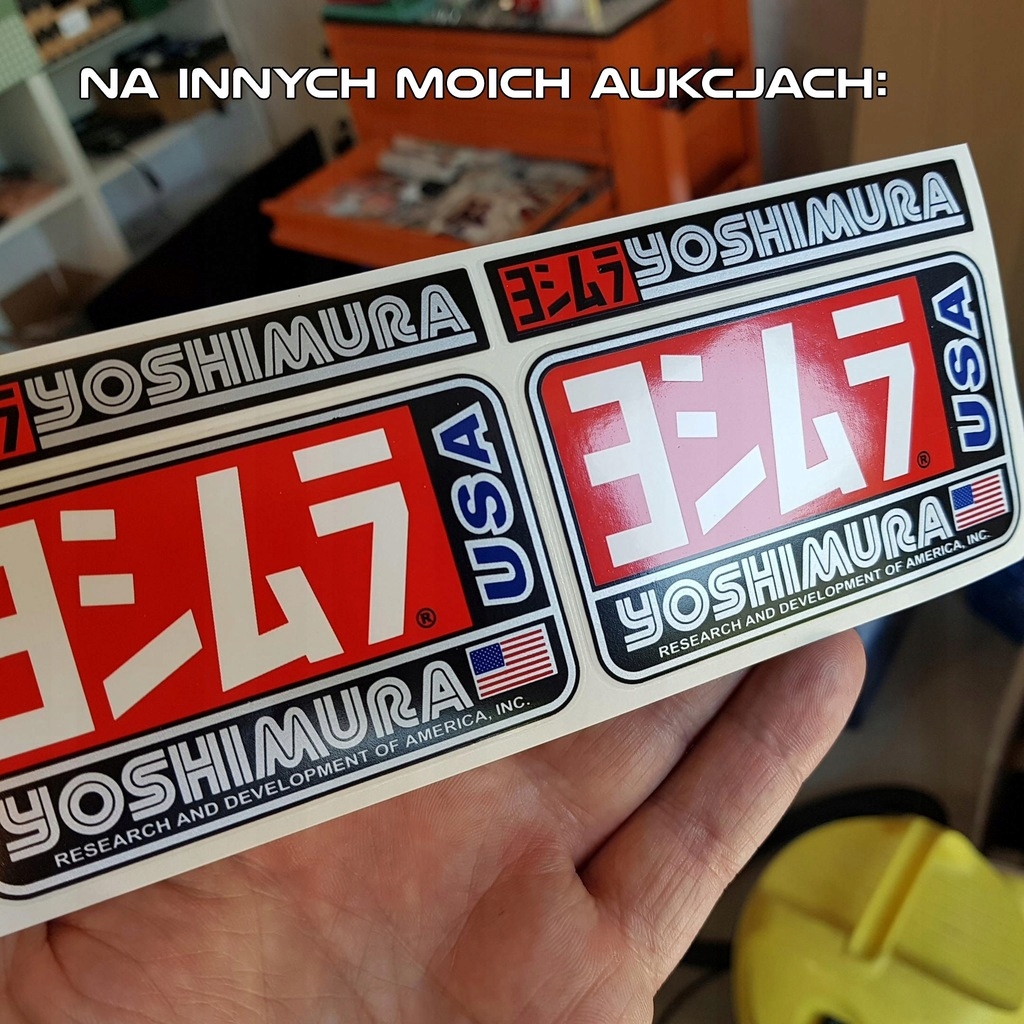 NA INNYCH MOICH AUKCJACH:
YOSHIMURA
ラ
ヨシムラ
YOSHIMURA
ヨシムラ
®
USA
YOSHIMURA
RESEARCH AND DEVELOPMENT OF AMERICA, INC.
ヨシムラ
®
USA
YOSHIMURA
RESEARCH AND DEVELOPMENT OF AMERICA, INC.